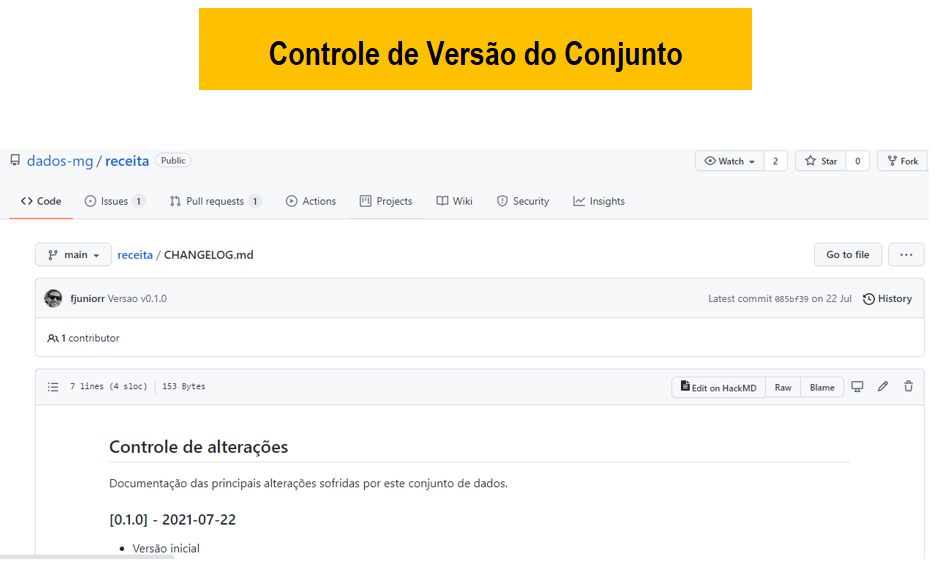 Controle de Versão do Conjunto
dados-mg / receita Public Watch 2 Star 0 Fork
Code Issues 1 Pull requests 1 Actions Projects Wiki Security Insights
main receita / CHANGELOG.md Go to file ...
fjuniorr Versao v0.1.0 Latest commit 085bf39 on 22 Jul History
1 contributor
7 lines (4 sloc) 153 Bytes Edit on HackMD Raw Blame
Controle de alterações
Documentação das principais alterações sofridas por este conjunto de dados.
[0.1.0] - 2021-07-22
• Versão inicial